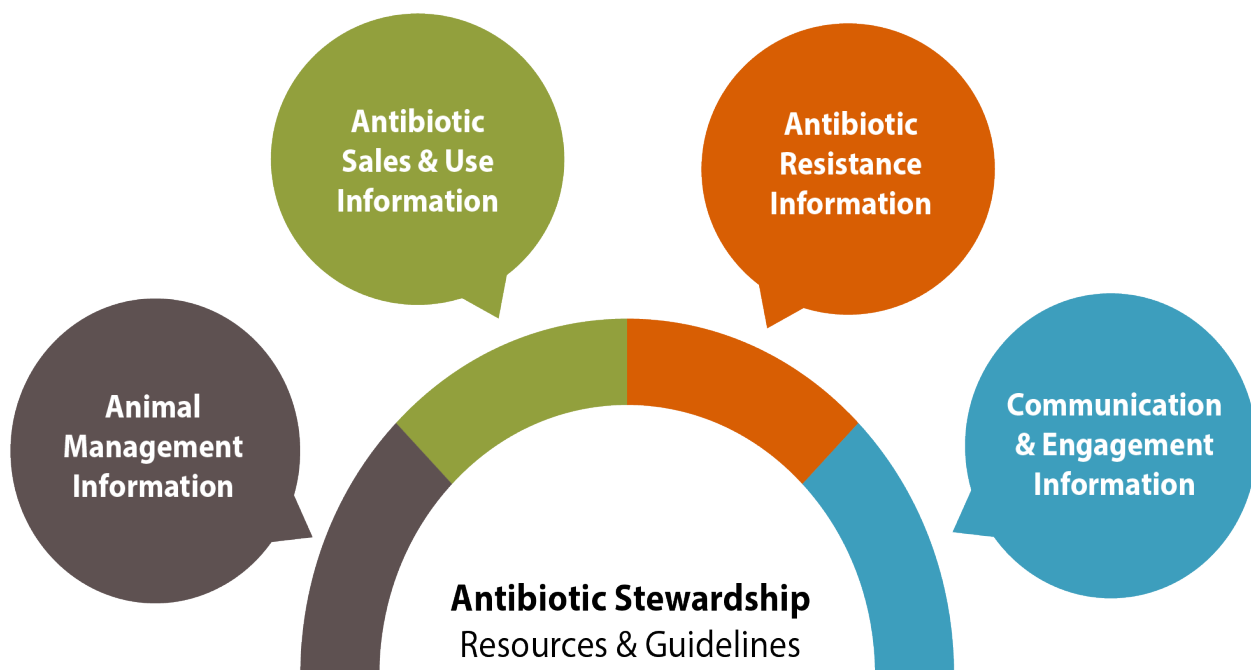 Antibiotic
Sales & Use
Information
Antibiotic
Resistance
Information
Animal
Management
Information
Communication
& Engagement
Information
Antibiotic Stewardship
Resources & Guidelines